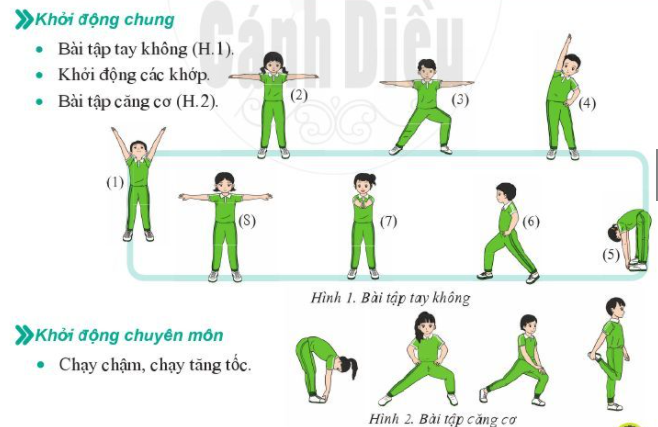 Cánh Diều
Khởi động chung
• Bài tập tay không (H.1).
• Khởi động các khớp.
• Bài tập căng cơ (H.2).
(1)
(2)
(3)
(4)
(5)
(6)
(7)
(8)
Hình 1. Bài tập tay không
Khởi động chuyên môn
• Chạy chậm, chạy tăng tốc.
Hình 2. Bài tập căng cơ